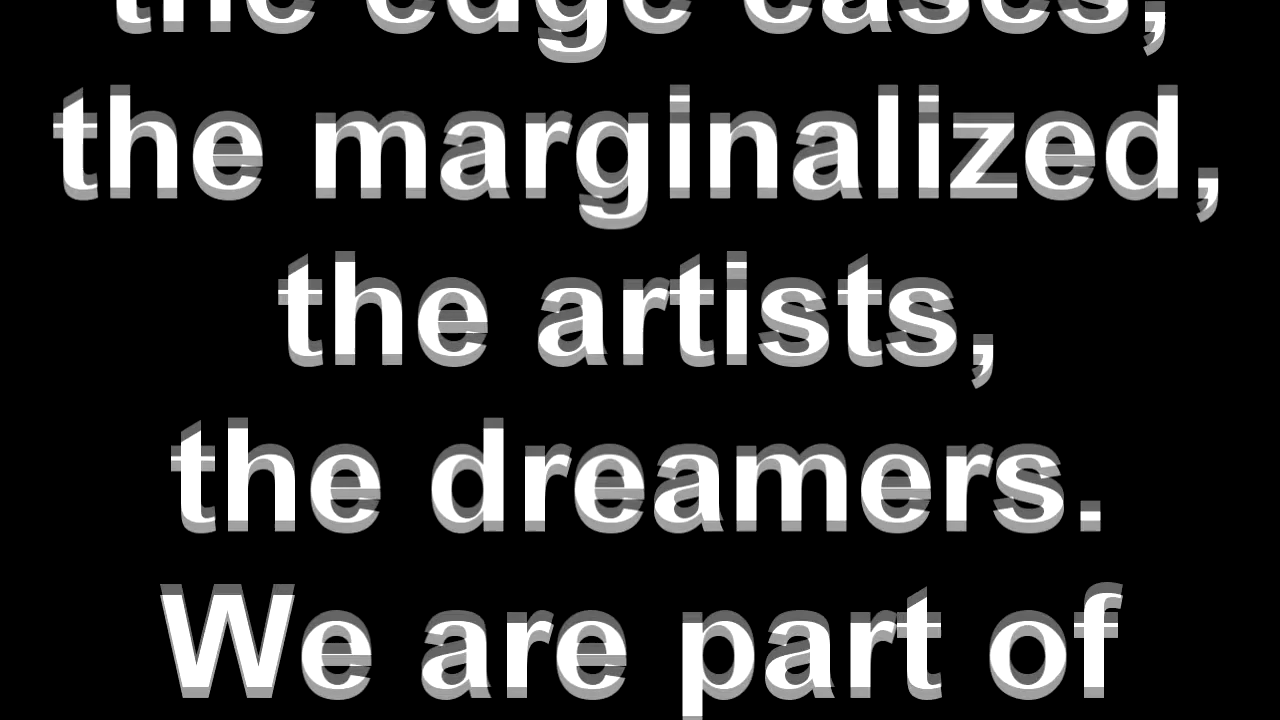 the edge cases,
the marginalized,
the artists,
the dreamers.
We are part of